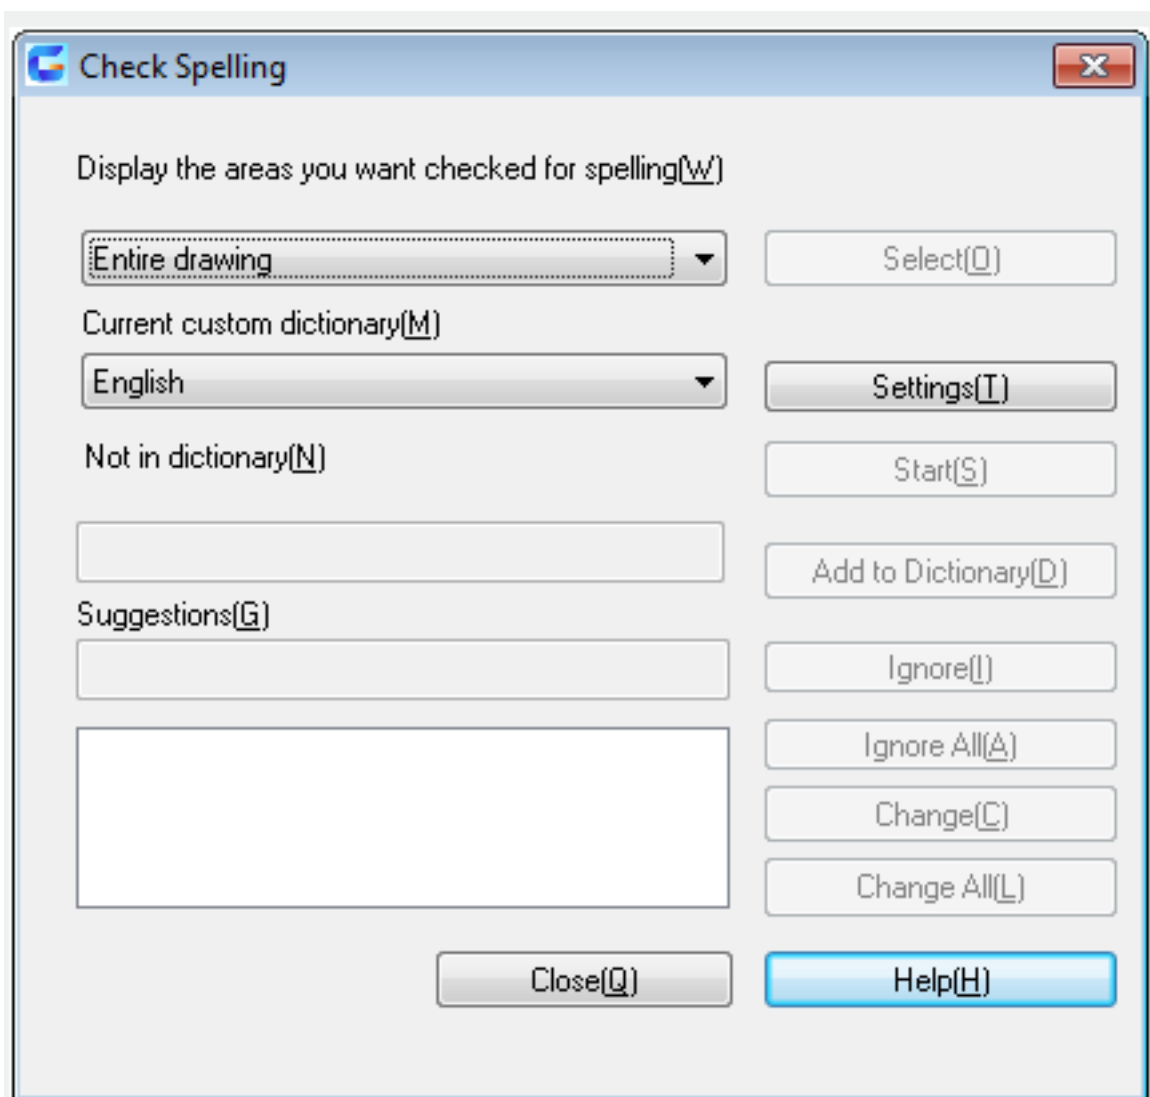 Check Spelling
Display the areas you want checked for spelling(W)
Entire drawing
Select(O)
Current custom dictionary(M)
English
Settings(T)
Not in dictionary(N)
Start(S)
Add to Dictionary(D)
Suggestions(G)
Ignore(I)
Ignore All(A)
Change(C)
Change All(L)
Close(Q)
Help(H)